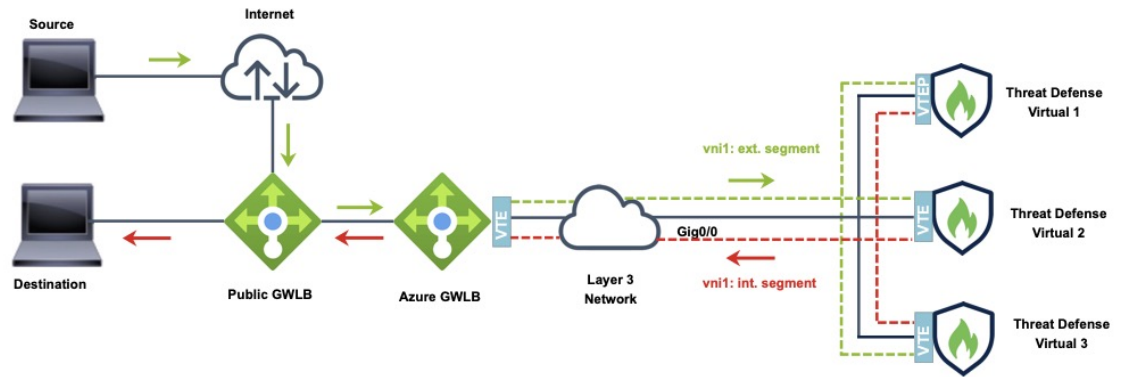 Internet
Source
VTEP
Threat Defense
Virtual 1
vni1: ext. segment
VTE
VTE
Threat Defense
Virtual 2
Gig0/0
Destination
Public GWLB
Azure GWLB
Layer 3
Network
vni1: int. segment
VTE
Threat Defense
Virtual 3